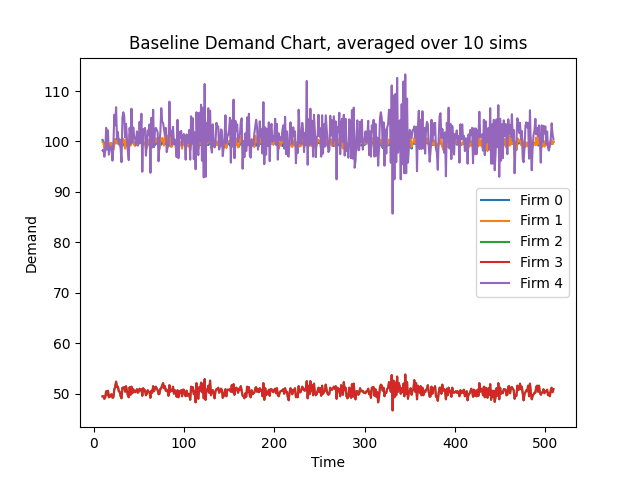 Baseline Demand Chart, averaged over 10 sims
110
100
90
80
70
60
50
Demand
Firm 0
Firm 1
Firm 2
Firm 3
Firm 4
0 100 200 300 400 500
Time